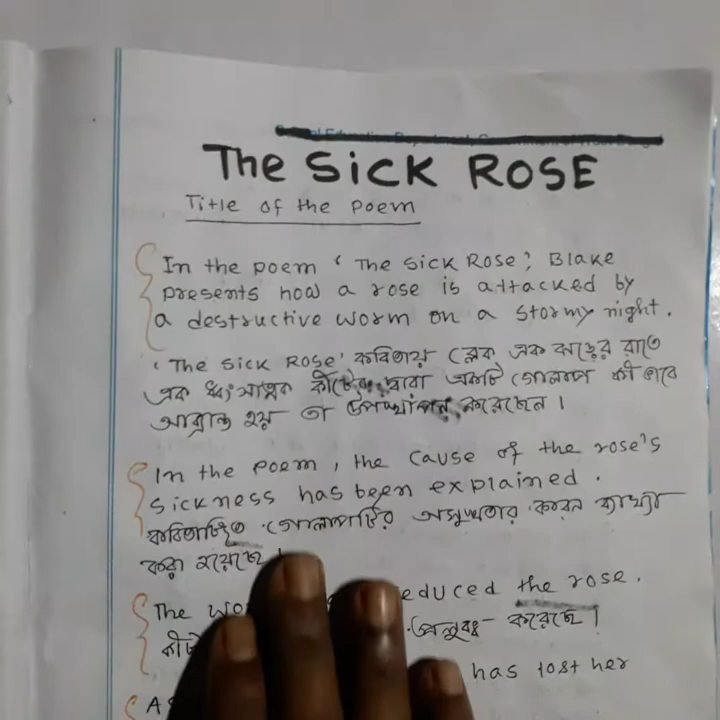 The SiCK ROSE
Title of the Poem
In the poem ‘The Sick Rose’, Blake
presents how a rose is attacked by
a destructive worm on a stormy night.
‘The Sick Rose’ কবিতায় ব্লেক এক ঝড়ের রাতে
এক ধ্বংসাত্মক কীটের দ্বারা একটি গোলাপ কী ভাবে
আক্রান্ত হয় তা উপস্থাপন করেছেন।
In the poem, the cause of the rose's
sickness has been explained.
কবিতাটিতে গোলাপটির অসুস্থতার কারন ব্যাখ্যা
করা হয়েছে।
The the rose.
করেছে।
has lost her